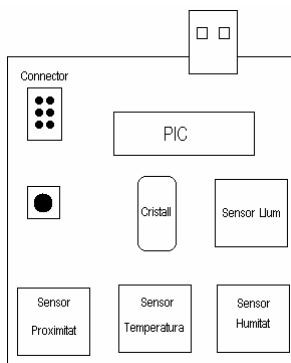 Connector
PIC
Cristall
Sensor Llum
Sensor
Proximitat
Sensor
Temperatura
Sensor
Humitat